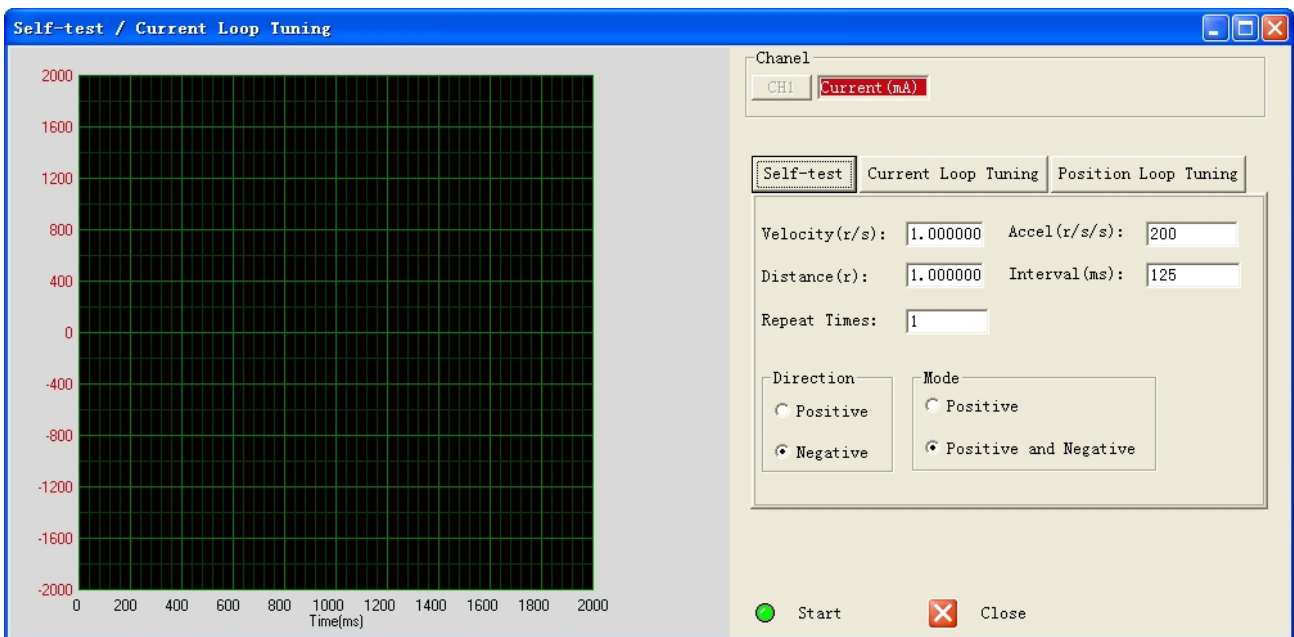 Self-test / Current Loop Tuning
2000
1600
1200
800
400
0
-400
-800
-1200
-1600
-2000
0 200 400 600 800 1000 1200 1400 1600 1800 2000
Time(ms)
Chanel
CH1 Current(mA)
Self-test Current Loop Tuning Position Loop Tuning
Velocity(r/s): 1.000000 Accel(r/s/s): 200
Distance(r): 1.000000 Interval(ms): 125
Repeat Times: 1
Direction Mode
Positive Positive
Negative Positive and Negative
Start Close